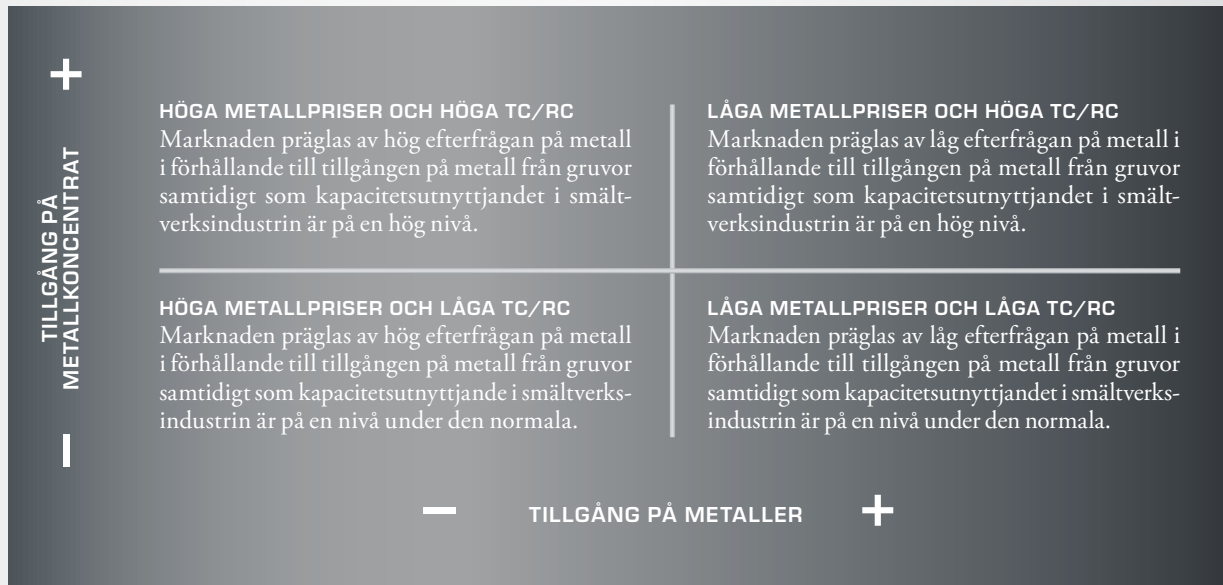 +
TILLGÅNG PÅ
METALLKONCENTRAT
−
HÖGA METALLPRISER OCH HÖGA TC/RC
Marknaden präglas av hög efterfrågan på metall
i förhållande till tillgången på metall från gruvor
samtidigt som kapacitetsutnyttjandet i smält-
verksindustrin är på en hög nivå.
LÅGA METALLPRISER OCH HÖGA TC/RC
Marknaden präglas av låg efterfrågan på metall i
förhållande till tillgången på metall från gruvor
samtidigt som kapacitetsutnyttjandet i smält-
verksindustrin är på en hög nivå.
HÖGA METALLPRISER OCH LÅGA TC/RC
Marknaden präglas av hög efterfrågan på metall
i förhållande till tillgången på metall från gruvor
samtidigt som kapacitetsutnyttjande i smältverks-
industrin är på en nivå under den normala.
LÅGA METALLPRISER OCH LÅGA TC/RC
Marknaden präglas av låg efterfrågan på metall i
förhållande till tillgången på metall från gruvor
samtidigt som kapacitetsutnyttjandet i smältverks-
industrin är på en nivå under den normala.
− TILLGÅNG PÅ METALLER +